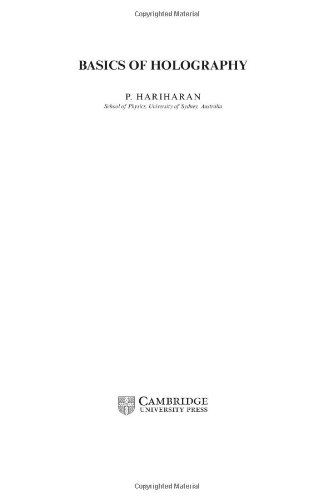 Copyrighted Material
BASICS OF HOLOGRAPHY
P. HARIHARAN
School of Physics, University of Sydney, Australia
CAMBRIDGE
UNIVERSITY PRESS
Copyrighted Material